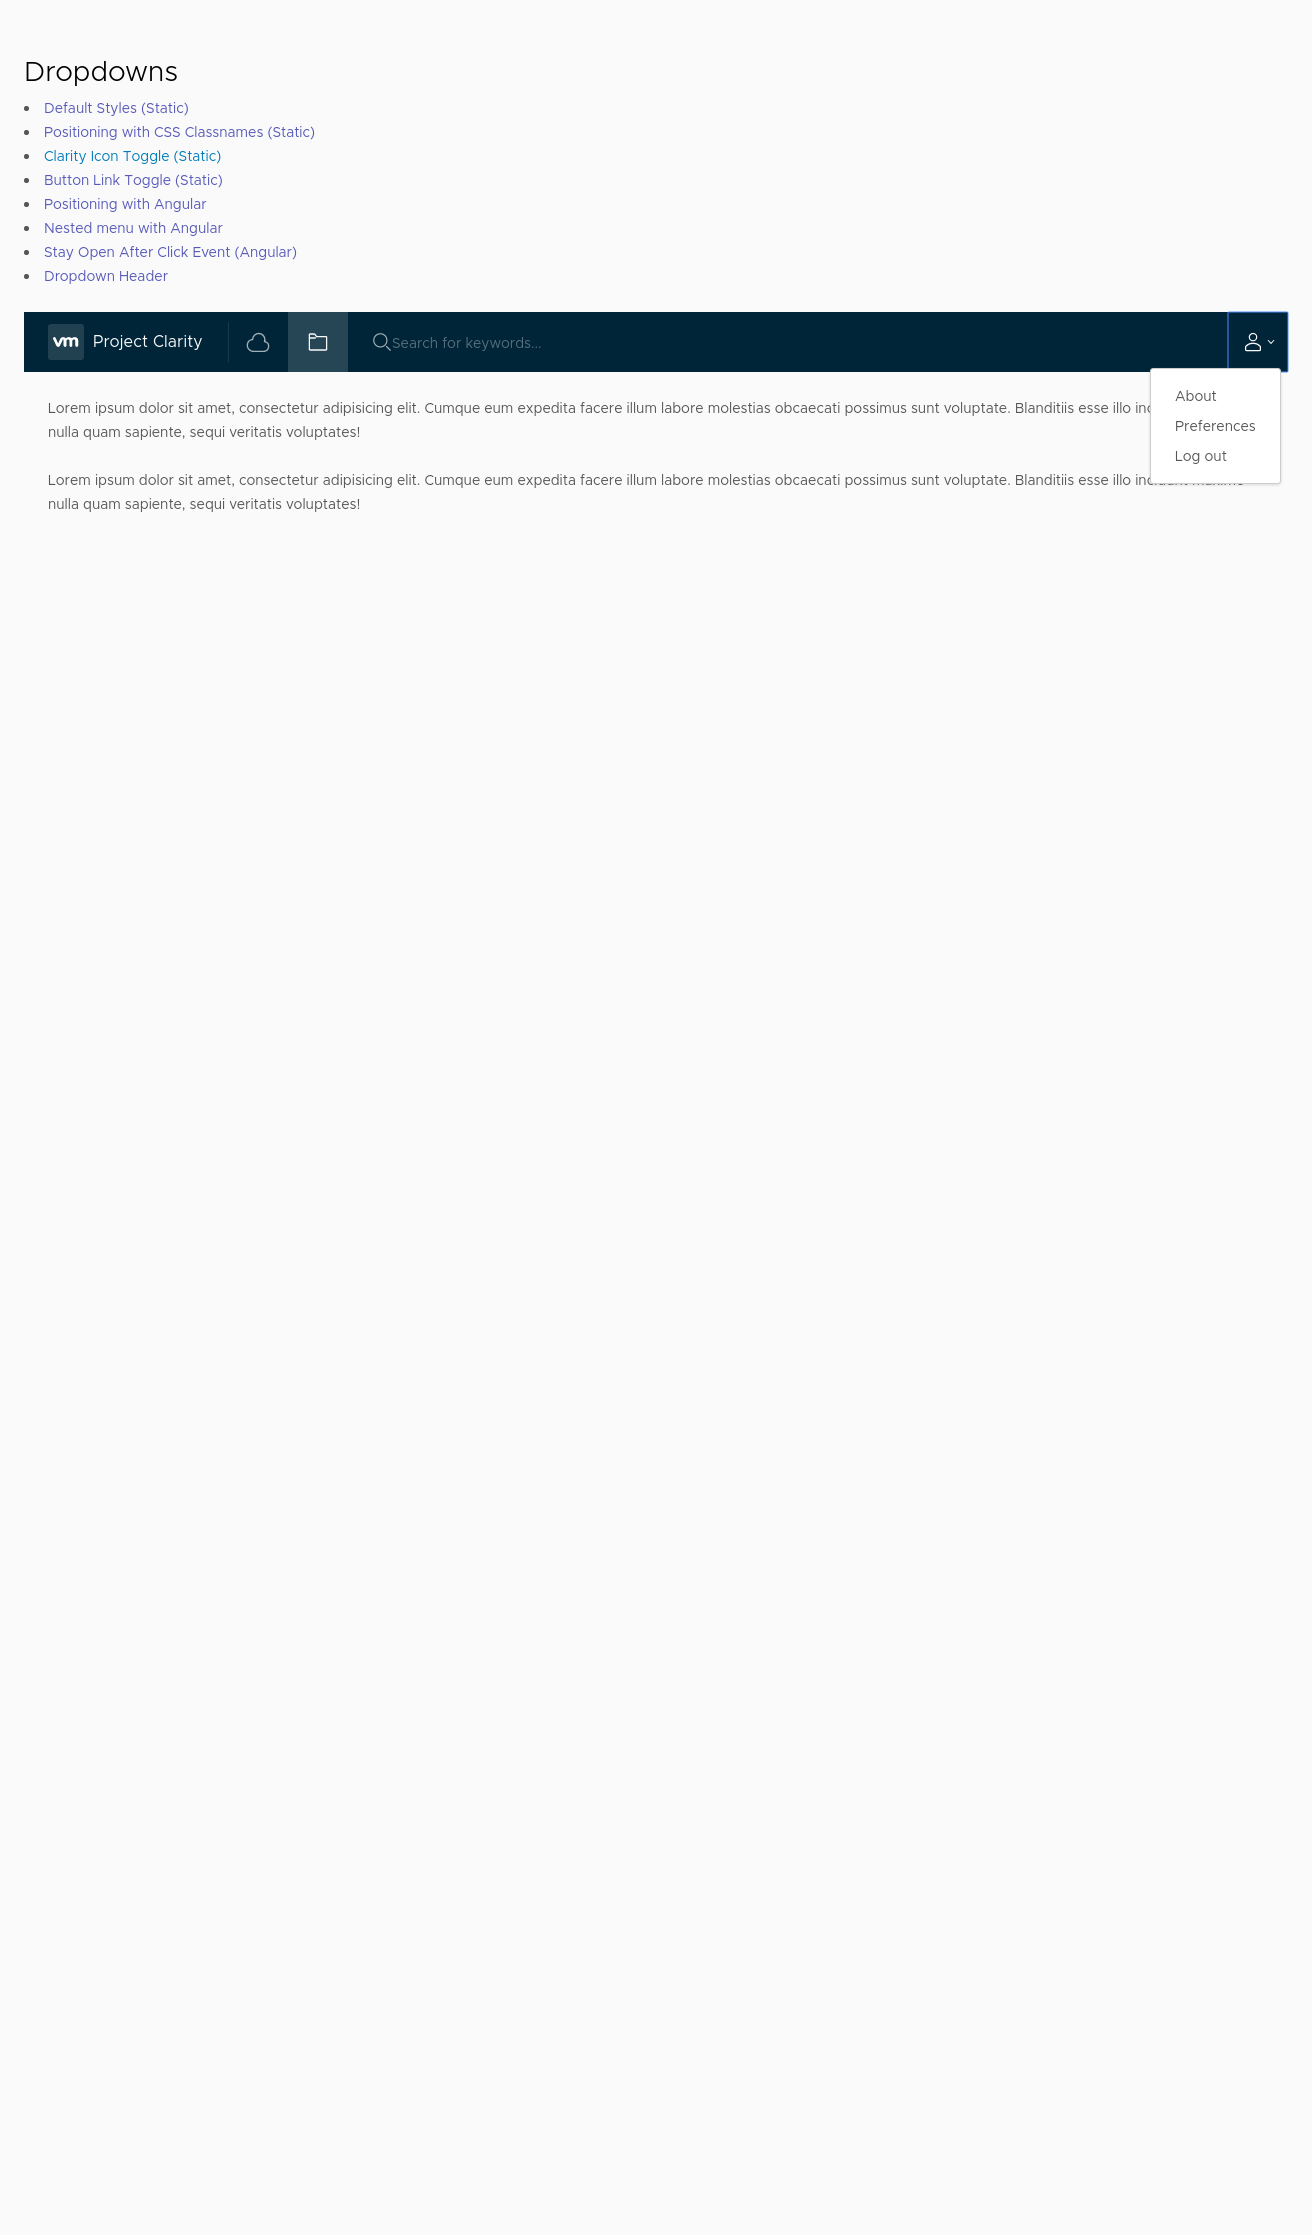 Dropdowns
Default Styles (Static)
Positioning with CSS Classnames (Static)
Clarity Icon Toggle (Static)
Button Link Toggle (Static)
Positioning with Angular
Nested menu with Angular
Stay Open After Click Event (Angular)
Dropdown Header
vm Project Clarity Search for keywords...
About
Preferences
Log out
Lorem ipsum dolor sit amet, consectetur adipisicing elit. Cumque eum expedita facere illum labore molestias obcaecati possimus sunt voluptate. Blanditiis esse illo
nulla quam sapiente, sequi veritatis voluptates!
Lorem ipsum dolor sit amet, consectetur adipisicing elit. Cumque eum expedita facere illum labore molestias obcaecati possimus sunt voluptate. Blanditiis esse illo
nulla quam sapiente, sequi veritatis voluptates!